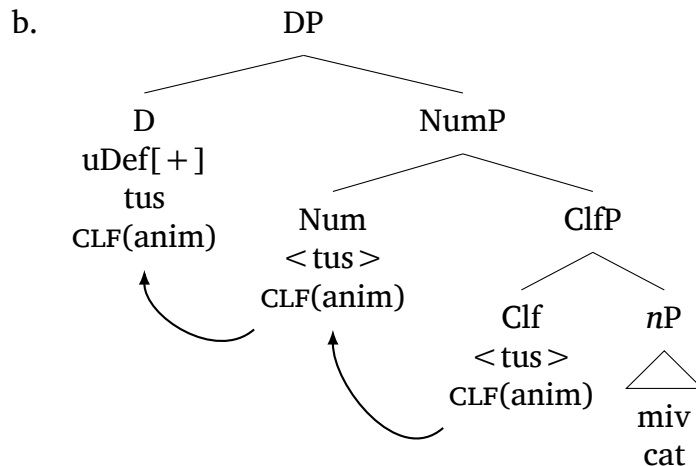 b.
DP
D
NumP
uDef[+]
tus
Num
ClfP
CLF(anim)
<tus>
CLF(anim)
Clf
nP
<tus>
CLF(anim)
miv
cat